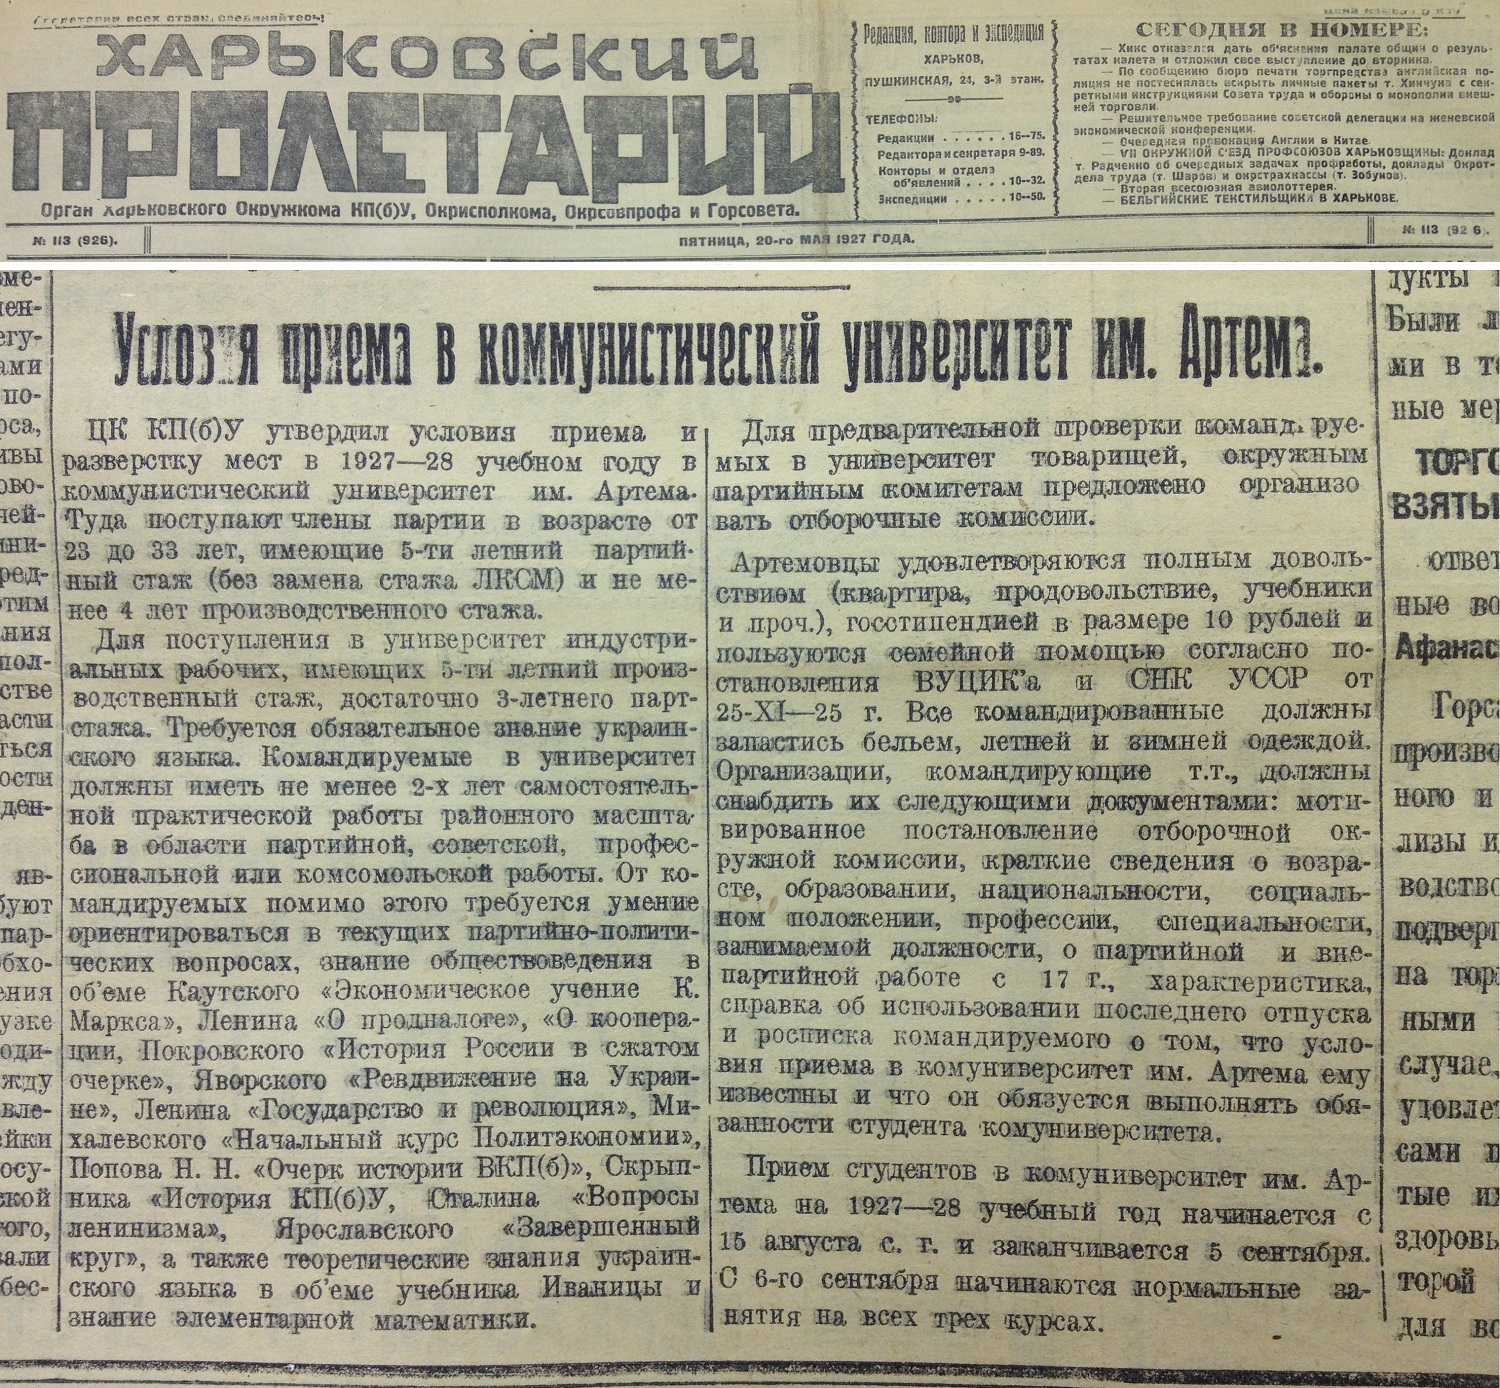 Пролетарии всех стран, соединяйтесь!
ХАРЬКОВСКИЙ
ПРОЛЕТАРИЙ
Орган Харьковского Окружкома КП(б)У, Окрисполкома, Окрсовпрофа и Горсовета.
Редакция, контора и экспедиция
ХАРЬКОВ,
ПУШКИНСКАЯ, 24, 3-й этаж.
ТЕЛЕФОНЫ:
Редакции . . . . . . 16—75.
Редактора и секретаря 9-89.
Конторы и отдела
об'явлений . . . . 10—32.
Экспедиции . . . . . 10—50.
СЕГОДНЯ В НОМЕРЕ:
— Хикс отказался дать об'яснения палате общин о резуль-
татах налета и отложил свое выступление до вторника.
— По сообщению бюро печати торгпредства английская по-
лиция не постеснялась вскрыть личные пакеты т. Хинчука с сек-
ретными инструкциями Совета труда и обороны о монополии внеш-
ней торговли.
— Решительное требование советской делегации на женевской
экономической конференции.
— Очередная провокация Англии в Китае.
— VII ОКРУЖНОЙ С'ЕЗД ПРОФСОЮЗОВ ХАРЬКОВЩИНЫ: Доклад
т. Радченко об очередных задачах профработы, доклады Окрот-
дела труда (т. Шаров) и окрстрахкассы (т. Зобунов).
— Вторая всесоюзная авиолоттерея.
— БЕЛЬГИЙСКИЕ ТЕКСТИЛЬЩИКИ В ХАРЬКОВЕ.
№ 113 (926).
ПЯТНИЦА, 20-го МАЯ 1927 ГОДА.
№ 113 (926).
Условия приема в коммунистический университет им. Артема.
ЦК КП(б)У утвердил условия приема и
разверстку мест в 1927—28 учебном году в
коммунистический университет им. Артема.
Туда поступают члены партии в возрасте от
23 до 33 лет, имеющие 5-ти летний партий-
ный стаж (без замена стажа ЛКСМ) и не ме-
нее 4 лет производственного стажа.
Для поступления в университет индустри-
альных рабочих, имеющих 5-ти летний произ-
водственный стаж, достаточно 3-летнего парт-
стажа. Требуется обязательное знание украин-
ского языка. Командируемые в университет
должны иметь не менее 2-х лет самостоятель-
ной практической работы районного масшта-
ба в области партийной, советской, профес-
сиональной или комсомольской работы. От ко-
мандируемых помимо этого требуется умение
ориентироваться в текущих партийно-полити-
ческих вопросах, знание обществоведения в
об'еме Каутского «Экономическое учение К.
Маркса», Ленина «О продналоге», «О коопера-
ции, Покровского «История России в сжатом
очерке», Яворского «Ревдвижение на Украи-
не», Ленина «Государство и революция», Ми-
халевского «Начальный курс Политэкономии»,
Попова Н. Н. «Очерк истории ВКП(б)», Скрып-
ника «История КП(б)У, Сталина «Вопросы
ленинизма», Ярославского «Завершенный
круг», а также теоретические знания украин-
ского языка в об'еме учебника Иваницы и
знание элементарной математики.
Для предварительной проверки команд. руе-
мых в университет товарищей, окружным
партийным комитетам предложено организо
вать отборочные комиссии.
Артемовцы удовлетворяются полным доволь-
ствием (квартира, продовольствие, учебники
и проч.), госстипендией в размере 10 рублей и
пользуются семейной помощью согласно по-
становления ВУЦИК'а и СНК УССР от
25-XI—25 г. Все командированные должны
запастись бельем, летней и зимней одеждой.
Организации, командирующие т.т., должны
снабдить их следующими документами: моти-
вированное постановление отборочной ок-
ружной комиссии, краткие сведения о возра-
сте, образовании, национальности, социаль-
ном положении, профессии, специальности,
занимаемой должности, о партийной и вне-
партийной работе с 17 г., характеристика,
справка об использовании последнего отпуска
и росписка командируемого о том, что усло-
вия приема в комуниверситет им. Артема ему
известны и что он обязуется выполнять обя-
занности студента комуниверситета.
Прием студентов в комуниверситет им. Ар-
тема на 1927—28 учебный год начинается с
15 августа с. г. и заканчивается 5 сентября.
С 6-го сентября начинаются нормальные за-
нятия на всех трех курсах.